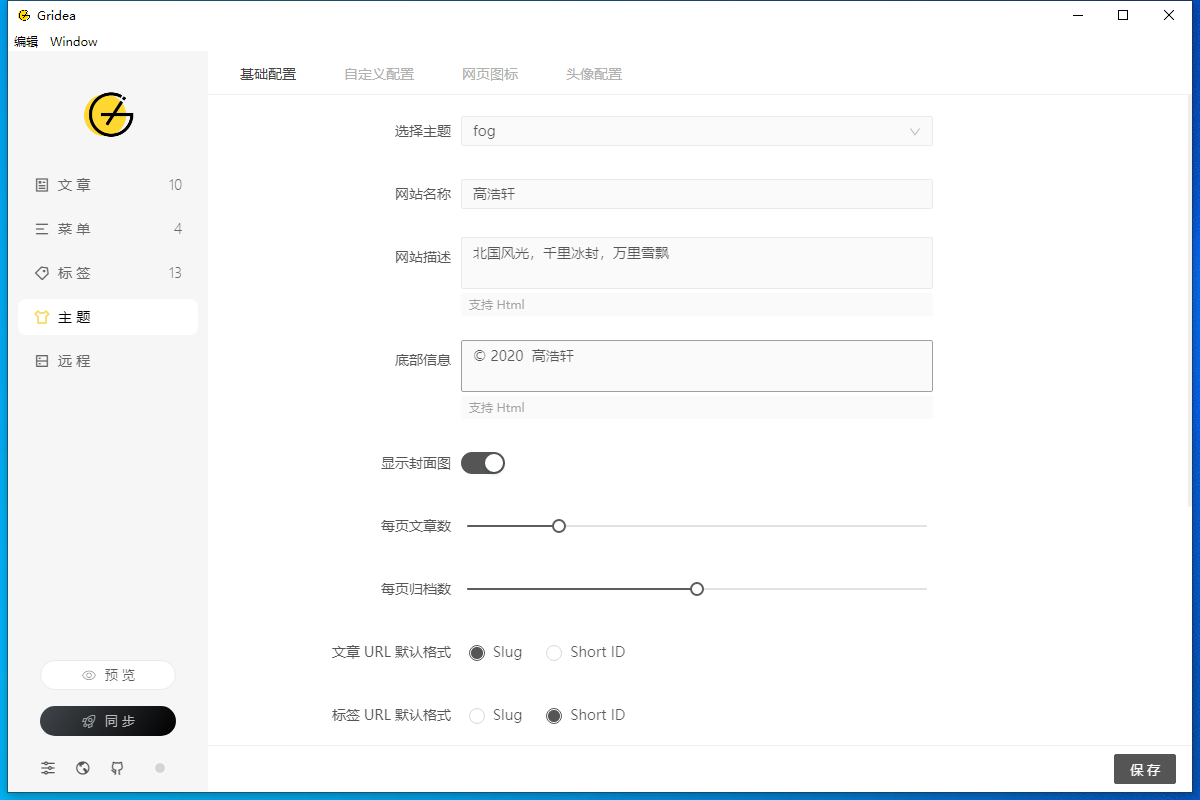 Gridea
编辑 Window
基础配置 自定义配置 网页图标 头像配置
选择主题 fog
文章 10
网站名称 高浩轩
菜单 4
网站描述 北国风光，千里冰封，万里雪飘
标签 13
支持 Html
主题
底部信息 © 2020 高浩轩
远程
支持 Html
显示封面图
每页文章数
每页归档数
文章 URL 默认格式 Slug Short ID
预览
标签 URL 默认格式 Slug Short ID
同步
保存